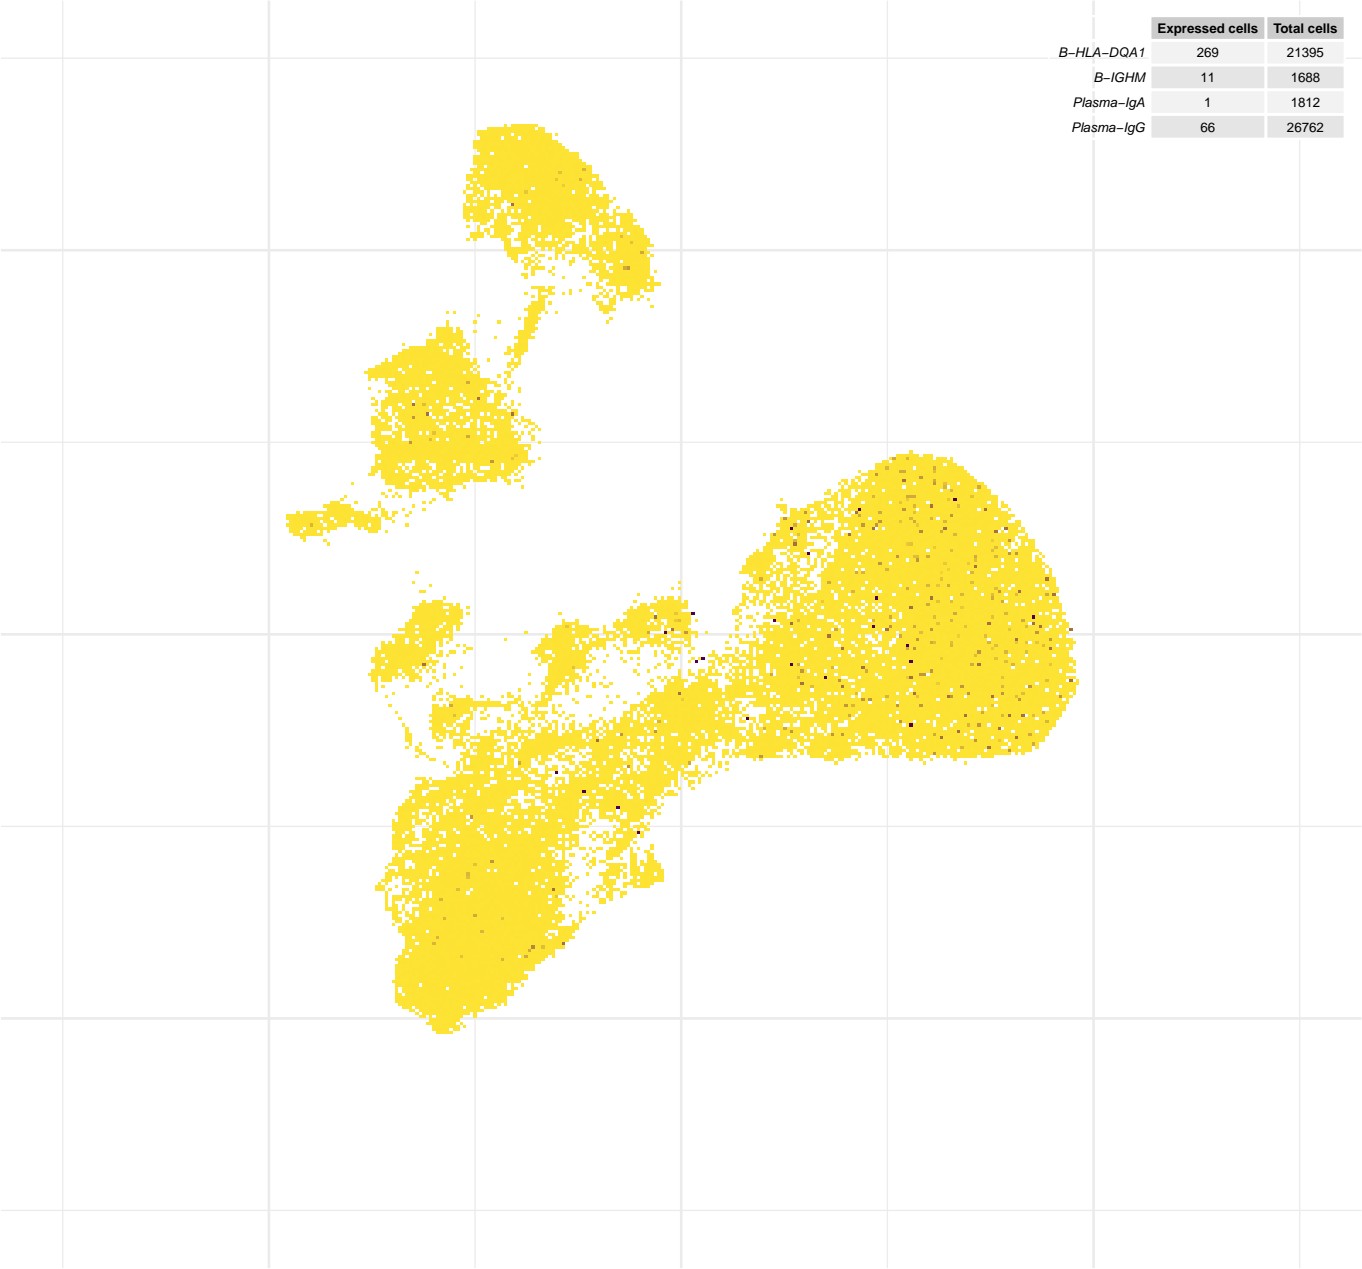 Expressed cells Total cells
B−HLA−DQA1 269 21395
B−IGHM 11 1688
Plasma−IgA 1 1812
Plasma−IgG 66 26762